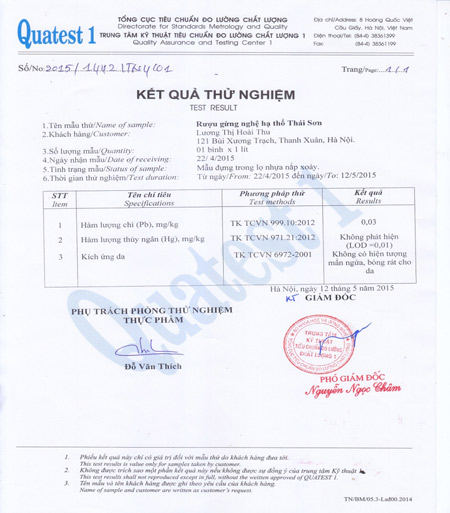 Quatest 1
TỔNG CỤC TIÊU CHUẨN ĐO LƯỜNG CHẤT LƯỢNG
Directorate for Standards Metrology and Quality
TRUNG TÂM KỸ THUẬT TIÊU CHUẨN ĐO LƯỜNG CHẤT LƯỢNG 1
Quality Assurance and Testing Center 1
Địa chỉ/Address: 8 Hoàng Quốc Việt
Cầu Giấy, Hà Nội, Việt Nam
Điện thoại/Tel: (84-4) 38361399
Fax: (84-4) 38361199
Số/No: 2015/1442/TN4/C01
Trang/Page: 1/1
KẾT QUẢ THỬ NGHIỆM
TEST RESULT
1.Tên mẫu thử/Name of sample: Rượu gừng nghệ hạ thổ Thái Sơn
2.Khách hàng/Customer: Lương Thị Hoài Thu
121 Bùi Xương Trạch, Thanh Xuân, Hà Nội.
3.Số lượng mẫu/Quantity: 01 bình x 1 lít
4.Ngày nhận mẫu/Date of receiving: 22/ 4/2015
5.Tình trạng mẫu/Status of sample: Mẫu đựng trong lọ nhựa nắp xoáy.
6.Thời gian thử nghiệm/Test duration: Từ ngày/From: 22/4/2015 đến ngày/To: 12/5/2015
STT Tên chỉ tiêu Phương pháp thử Kết quả
Item Specifications Test methods Results
1 Hàm lượng chì (Pb), mg/kg TK TCVN 999.10:2012 0,03
2 Hàm lượng thủy ngân (Hg), mg/kg TK TCVN 971.21:2012 Không phát hiện
(LOD =0,01)
3 Kích ứng da TK TCVN 6972-2001 Không có hiện tượng
mẩn ngứa, bỏng rát cho
da
Quatest 1
Hà Nội, ngày 12 tháng 5 năm 2015
KT GIÁM ĐỐC
PHỤ TRÁCH PHÒNG THỬ NGHIỆM
THỰC PHẨM
TRUNG TÂM
KỸ THUẬT
TIÊU CHUẨN ĐO LƯỜNG
CHẤT LƯỢNG 1
Đỗ Văn Thích
PHÓ GIÁM ĐỐC
Nguyễn Ngọc Châm
1. Phiếu kết quả này chỉ có giá trị đối với mẫu thử do khách hàng đưa tới.
This test results is value only for samples taken by customer.
2. Không được trích sao một phần kết quả này nếu không được sự đồng ý của trung tâm Kỹ thuật 1.
This test results shall not reproduced except in full, without the written approved of QUATEST 1.
3. Tên mẫu và tên khách hàng được ghi theo yêu cầu của khách hàng.
Name of sample and customer are written as customer's request.
TN/BM/05.3-Lsđ00.2014